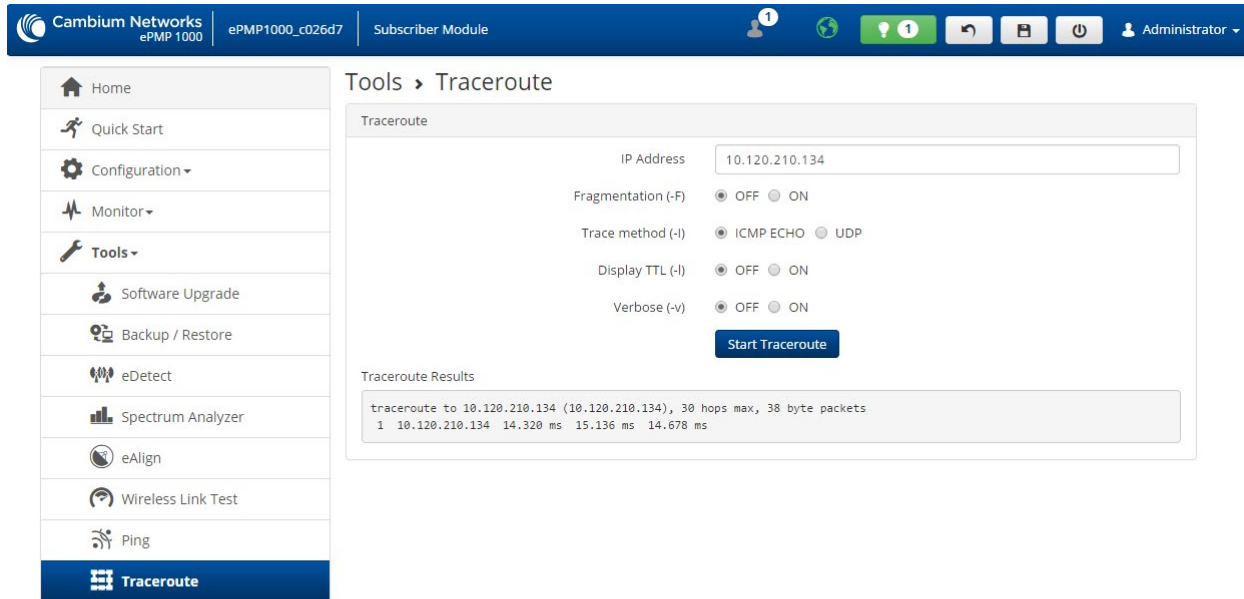 Cambium Networks
ePMP 1000
ePMP1000_c026d7
Subscriber Module
1
1
Administrator
Home
Quick Start
Configuration
Monitor
Tools
Software Upgrade
Backup / Restore
eDetect
Spectrum Analyzer
eAlign
Wireless Link Test
Ping
Traceroute
Tools > Traceroute
Traceroute
IP Address 10.120.210.134
Fragmentation (-F) OFF ON
Trace method (-I) ICMP ECHO UDP
Display TTL (-l) OFF ON
Verbose (-v) OFF ON
Start Traceroute
Traceroute Results
traceroute to 10.120.210.134 (10.120.210.134), 30 hops max, 38 byte packets
1 10.120.210.134 14.320 ms 15.136 ms 14.678 ms